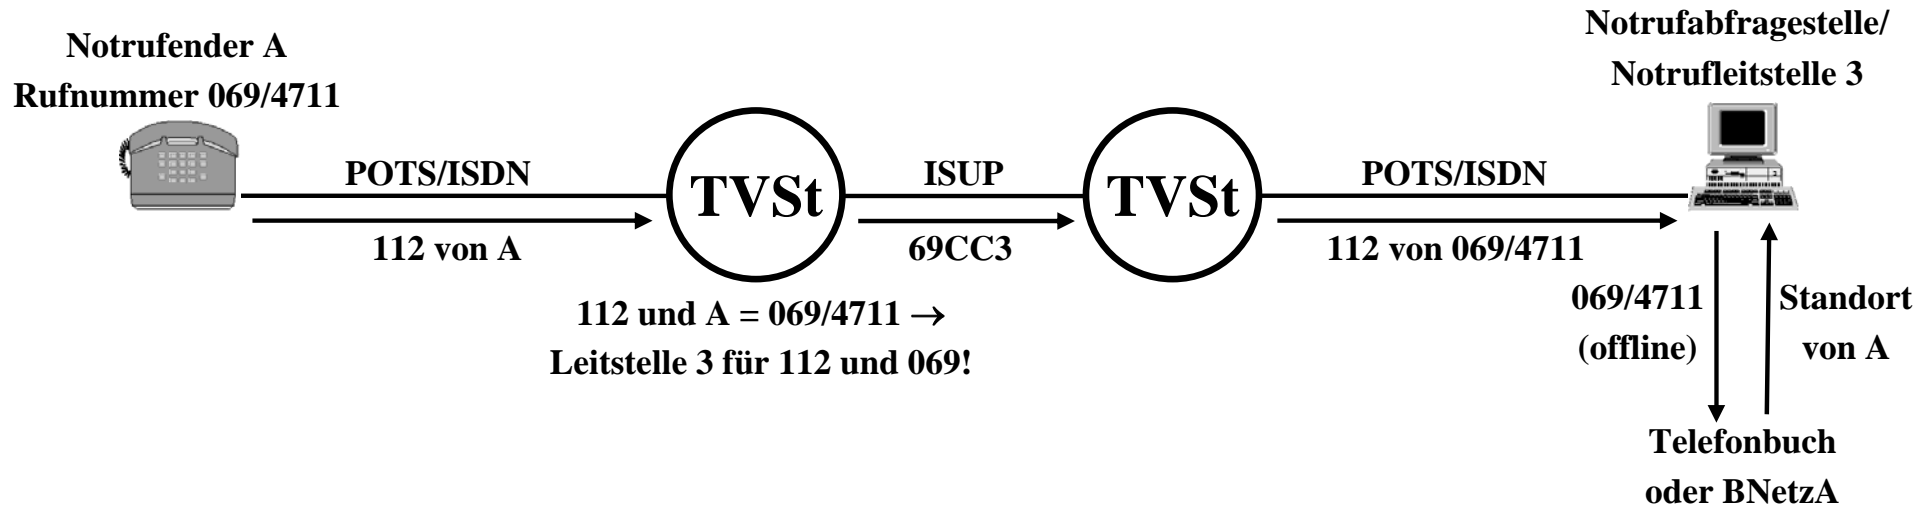 Notrufender A
Rufnummer 069/4711
Notrufabfragestelle/
Notrufleitstelle 3
POTS/ISDN
TVSt
ISUP
TVSt
POTS/ISDN
112 von A
69CC3
112 von 069/4711
112 und A = 069/4711 →
Leitstelle 3 für 112 und 069!
069/4711
(offline)
Standort
von A
Telefonbuch
oder BNetzA